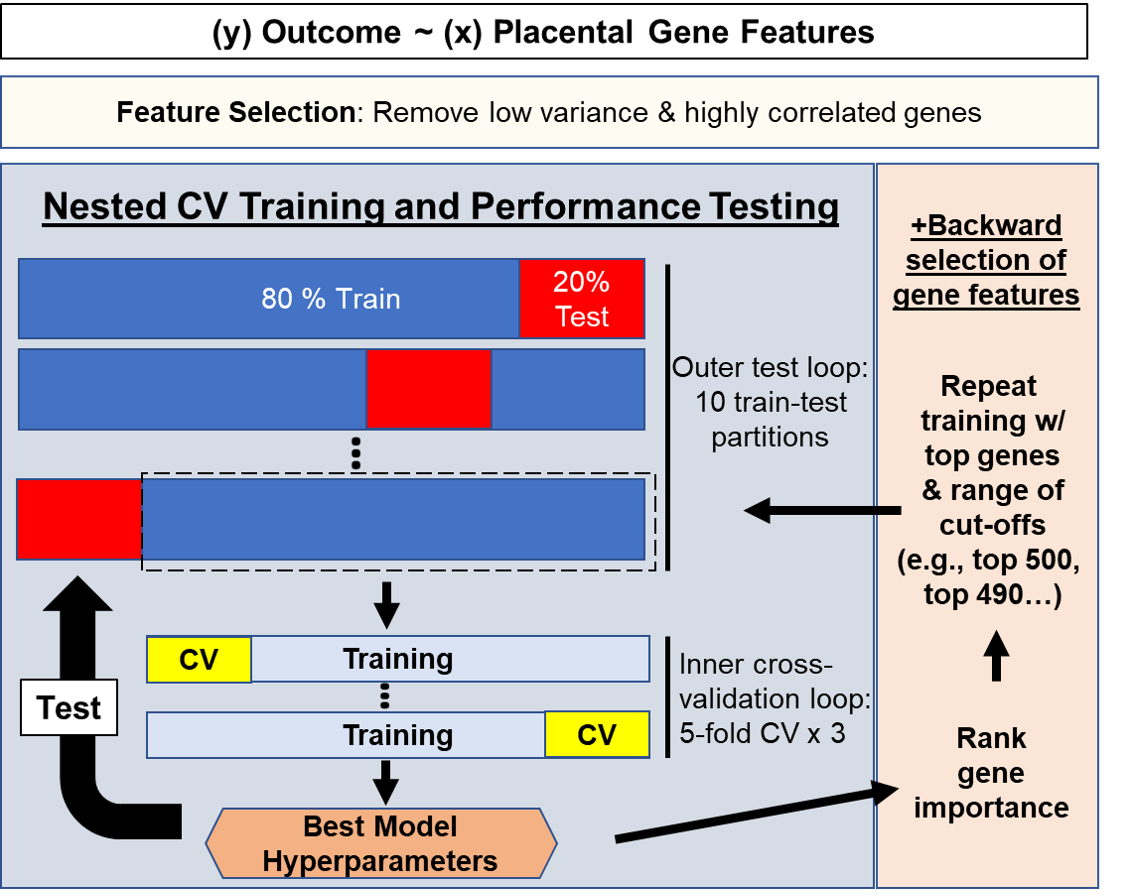 (y) Outcome ~ (x) Placental Gene Features
Feature Selection: Remove low variance & highly correlated genes
Nested CV Training and Performance Testing
80 % Train
20%
Test
Outer test loop:
10 train-test
partitions
CV
Training
Training
CV
Inner cross-
validation loop:
5-fold CV x 3
Test
Best Model
Hyperparameters
+Backward
selection of
gene features
Repeat
training w/
top genes
& range of
cut-offs
(e.g., top 500,
top 490…)
Rank
gene
importance